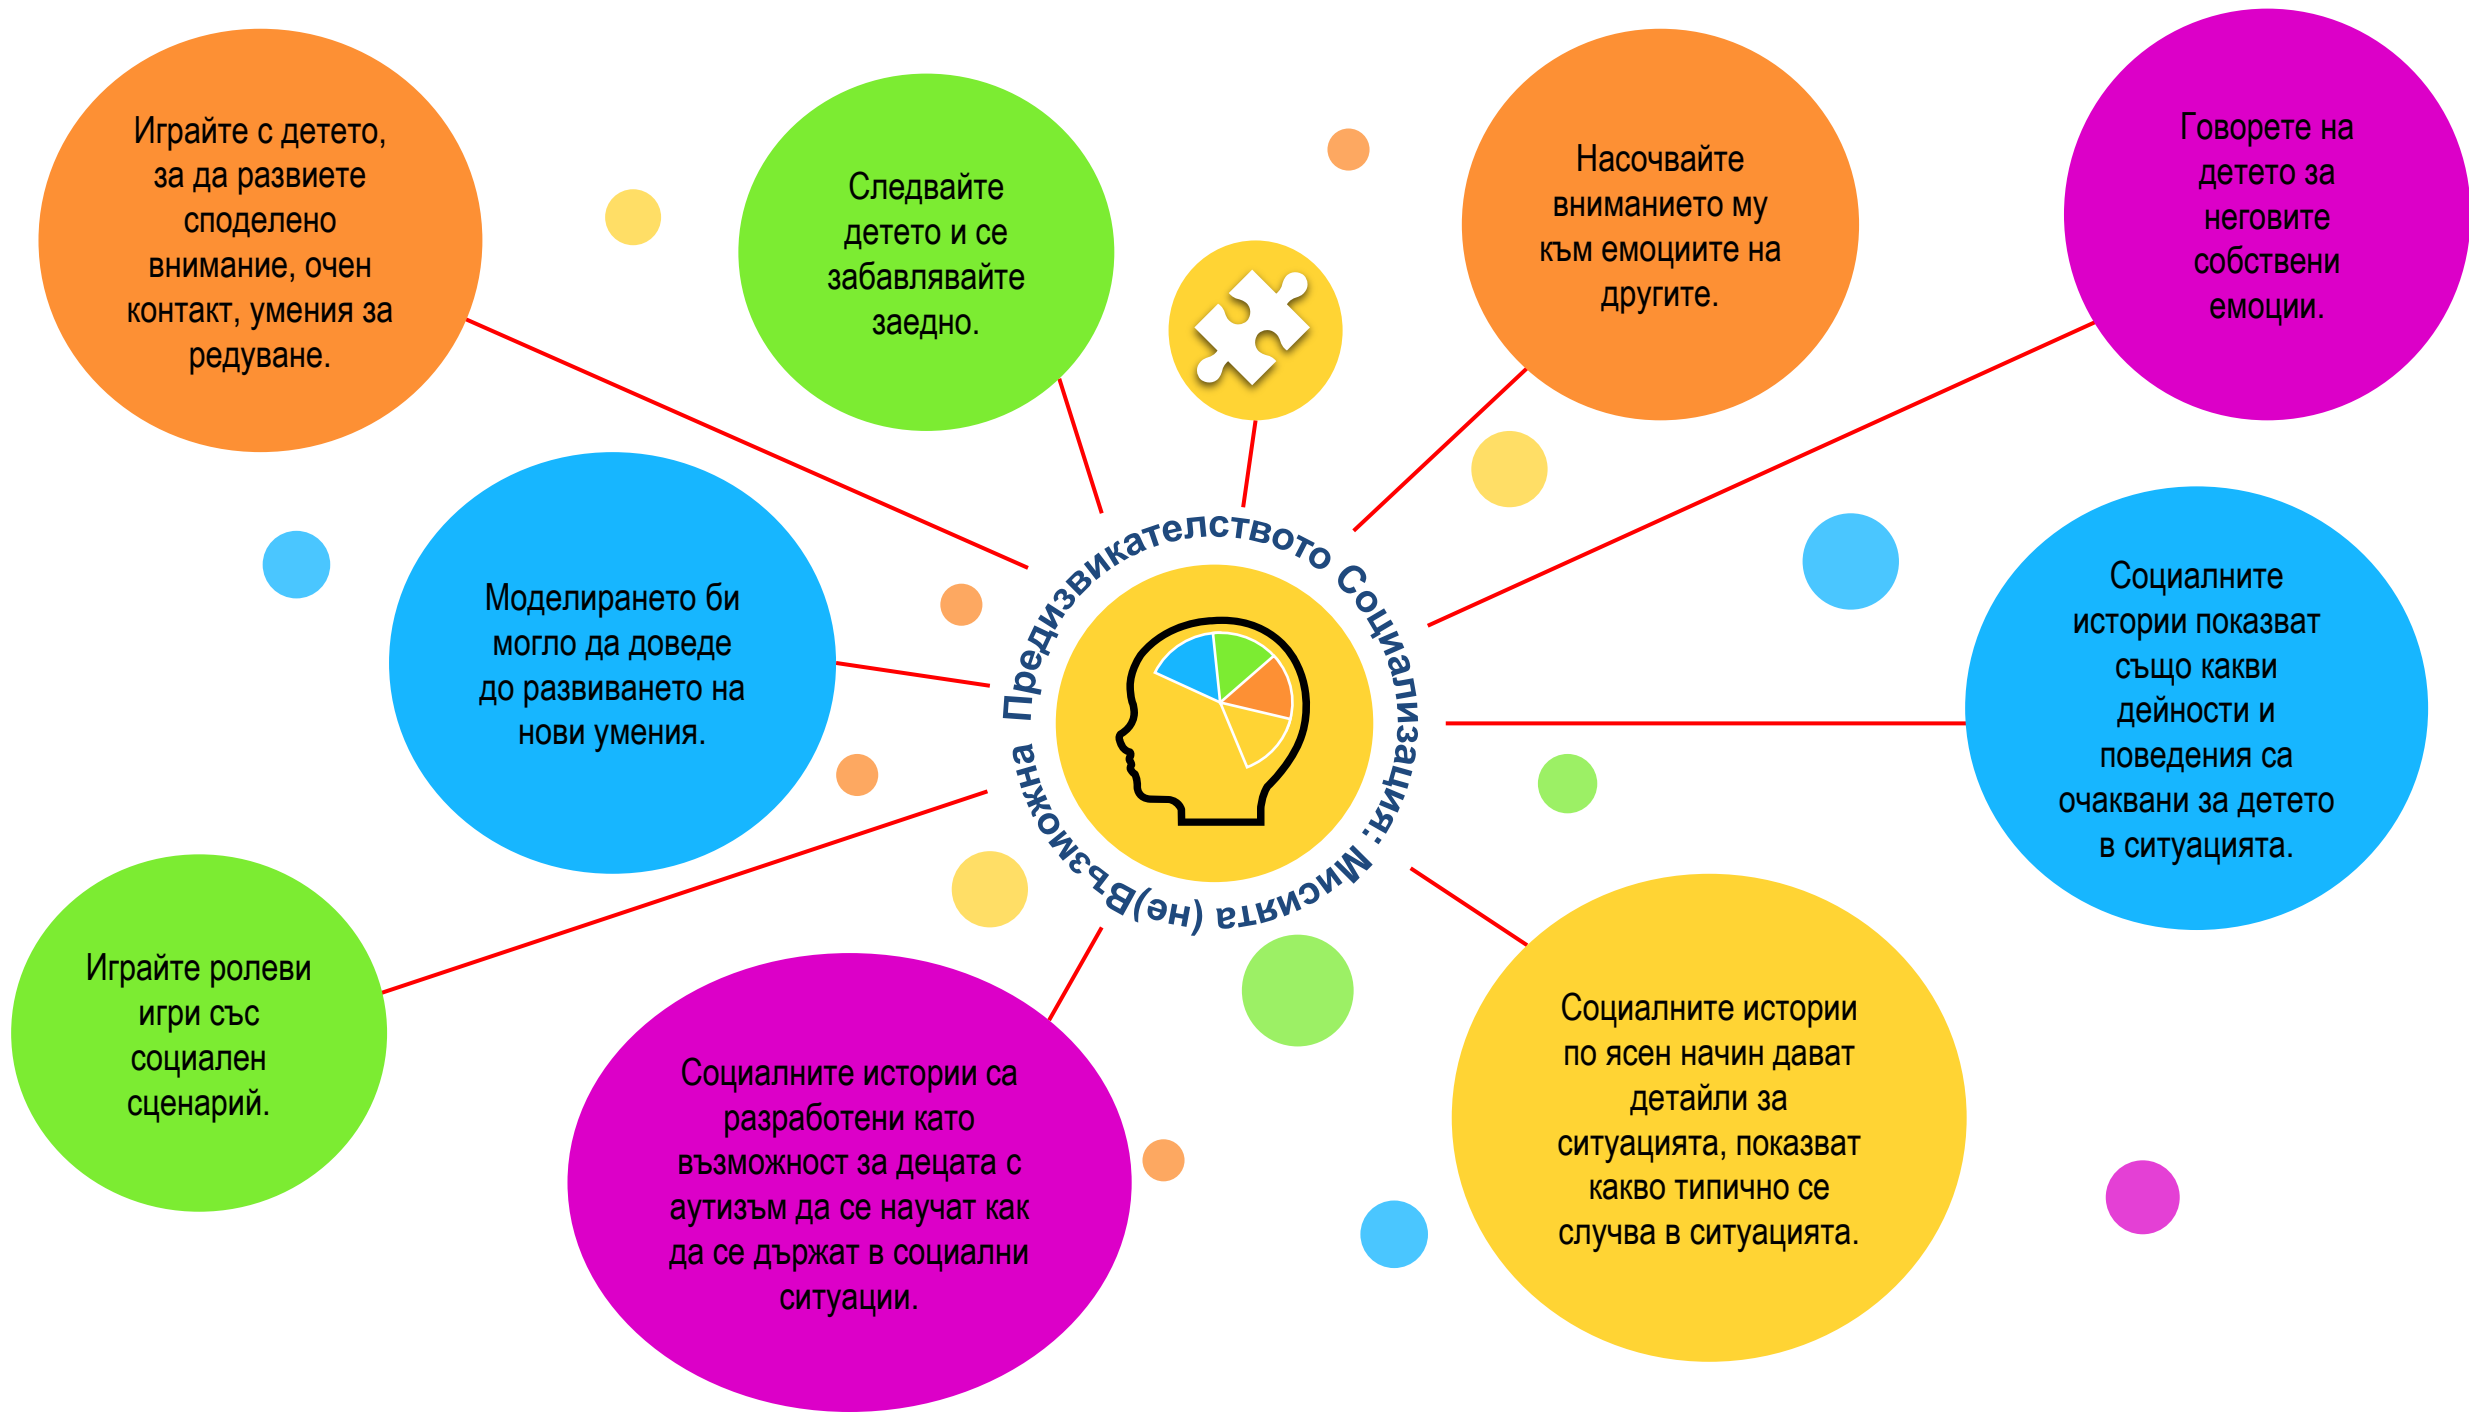 Играйте с детето,
за да развиете
споделено
внимание, очен
контакт, умения за
редуване.
Следвайте
детето и се
забавлявайте
заедно.
Насочвайте
вниманието му
към емоциите на
другите.
Говорете на
детето за
неговите
собствени
емоции.
Моделирането би
могло да доведе
до развиването на
нови умения.
Предизвикателството Социализация: Мисията (не)Възможна
Социалните
истории показват
също какви
дейности и
поведения са
очаквани за детето
в ситуацията.
Играйте ролеви
игри със
социален
сценарий.
Социалните истории са
разработени като
възможност за децата с
аутизъм да се научат как
да се държат в социални
ситуации.
Социалните истории
по ясен начин дават
детайли за
ситуацията, показват
какво типично се
случва в ситуацията.